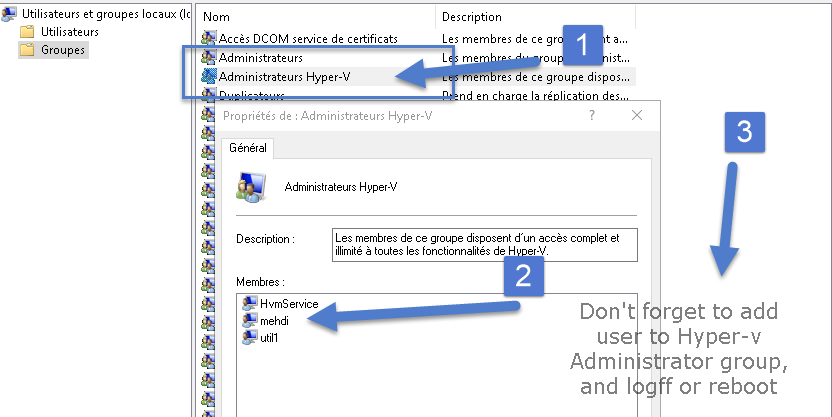 Utilisateurs et groupes locaux (lo
Utilisateurs
Groupes
Nom Description
Accès DCOM service de certificats Les membres de ce groupe ont a...
Administrateurs Les membres du groupe Administ...
Administrateurs Hyper-V Les membres de ce groupe dispos...
Duplicateurs Prend en charge la réplication des...
1
Propriétés de : Administrateurs Hyper-V ? ×
Général
Administrateurs Hyper-V
Description :
Les membres de ce groupe disposent d'un accès complet et
illimité à toutes les fonctionnalités de Hyper-V.
Membres :
HvmService
mehdi
util1
2
3
Don't forget to add
user to Hyper-v
Administrator group,
and logff or reboot